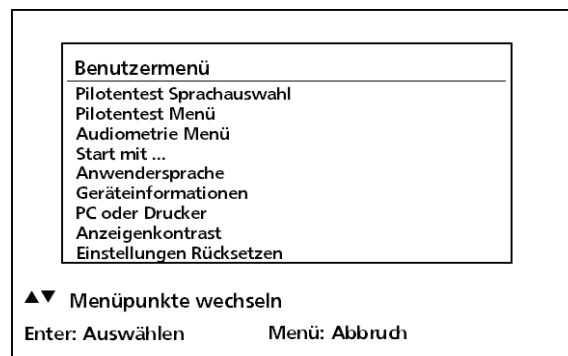 Benutzermenü
Pilotentest Sprachauswahl
Pilotentest Menü
Audiometrie Menü
Start mit ...
Anwendersprache
Geräteinformationen
PC oder Drucker
Anzeigenkontrast
Einstellungen Rücksetzen
▲▼ Menüpunkte wechseln
Enter: Auswählen Menü: Abbruch